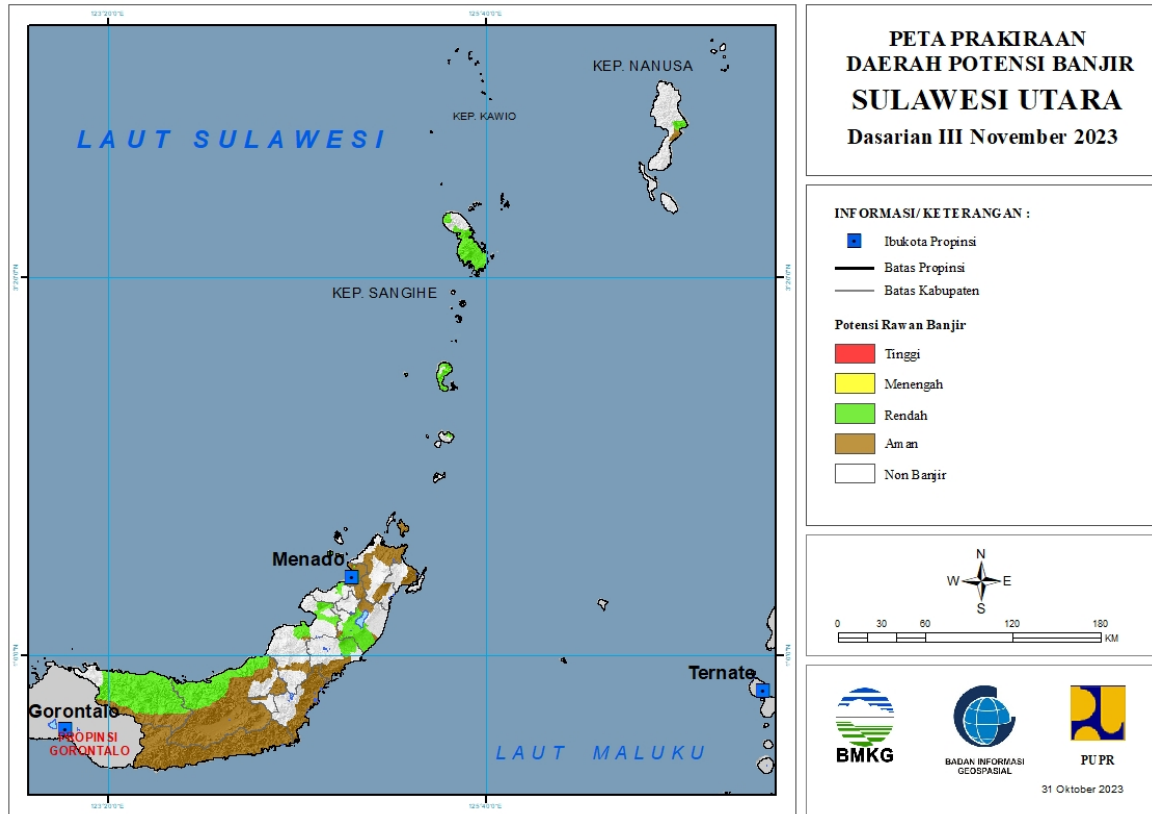 PETA PRAKIRAAN
DAERAH POTENSI BANJIR
SULAWESI UTARA
Dasarian III November 2023
INFORMASI/ KETERANGAN :
Ibukota Propinsi
Batas Propinsi
Batas Kabupaten
Potensi Rawan Banjir
Tinggi
Menengah
Rendah
Aman
Non Banjir
N
W E
S
0 30 60 120 180
KM
BMKG
BADAN INFORMASI
GEOSPASIAL
PUPR
31 Oktober 2023
KEP. NANUSA
KEP. KAWIO
LAUT SULAWESI
KEP. SANGIHE
Menado
Ternate
Gorontalo
PROPINSI
GORONTALO
LAUT MALUKU